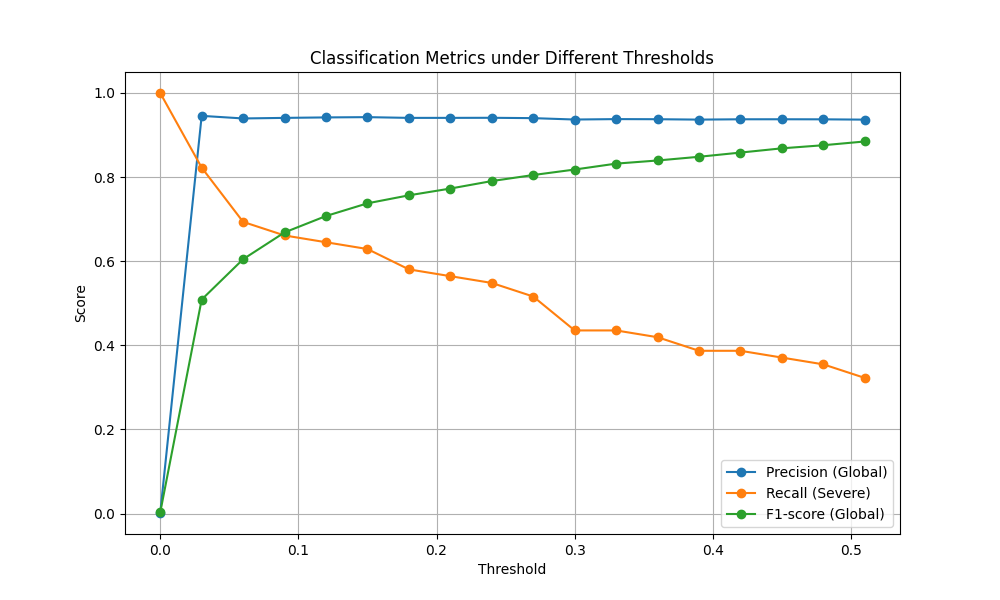 Classification Metrics under Different Thresholds
1.0
0.8
0.6
0.4
0.2
0.0
Score
0.0 0.1 0.2 0.3 0.4 0.5
Threshold
Precision (Global)
Recall (Severe)
F1-score (Global)